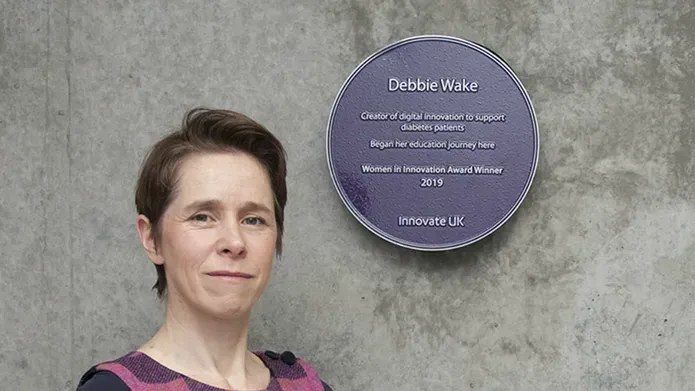 Debbie Wake
Creator of digital innovation to support
diabetes patients
Began her education journey here
Women in Innovation Award Winner
2019
Innovate UK